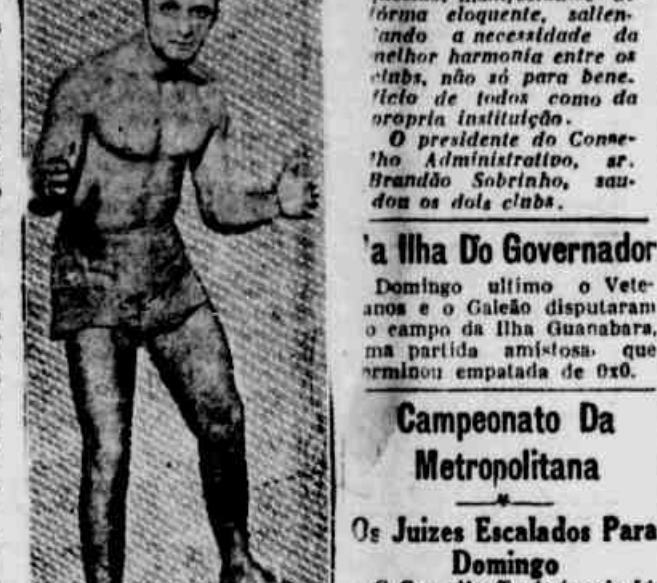 fórma eloquente, salien-
tando a necessidade da
melhor harmonia entre os
clubs, não só para bene-
ficio de todos como da
propria instituição.
O presidente do Conse-
lho Administrativo, sr.
Brandão Sobrinho, sau-
dou os dois clubs.
'a Ilha Do Governador
Domingo ultimo o Vete-
anos e o Galeão disputaram
o campo da Ilha Guanabara,
ma partida amistosa, que
erminou empatada de 0x0.
Campeonato Da
Metropolitana
Os Juizes Escalados Para
Domingo